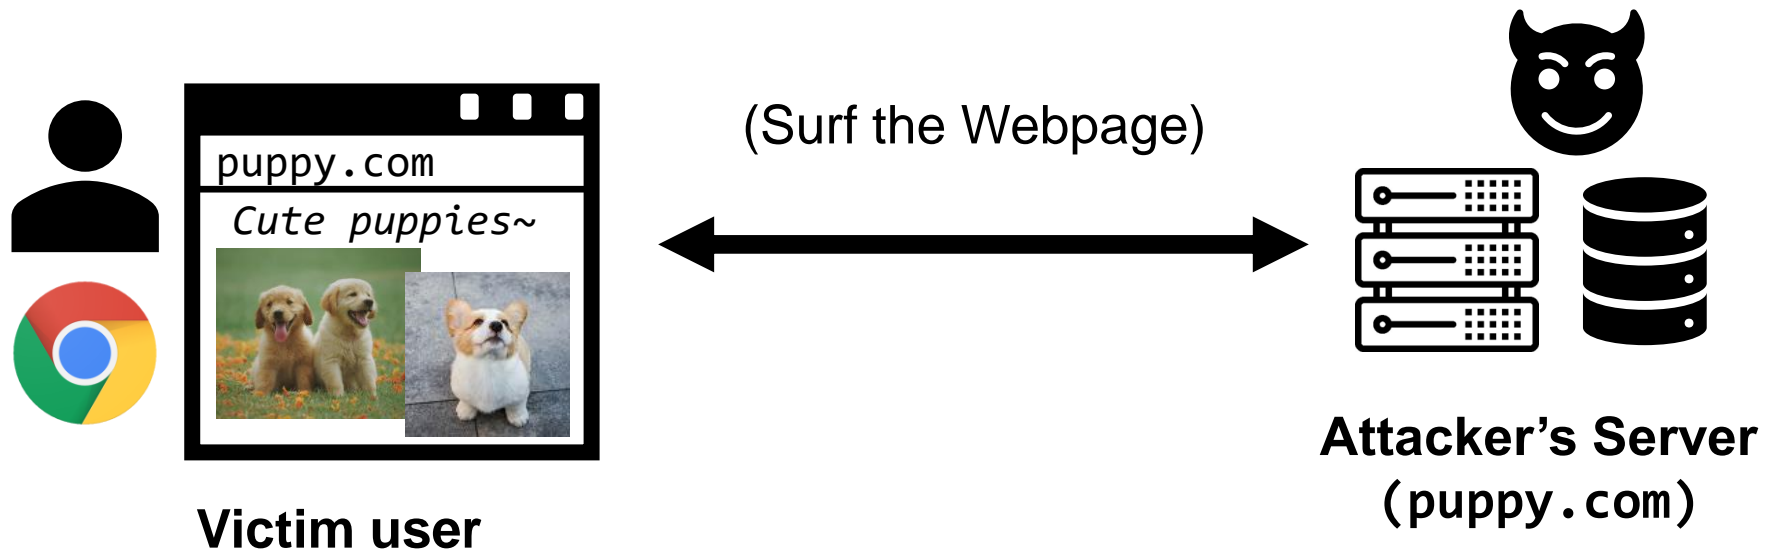 puppy.com
Cute puppies~
Victim user
(Surf the Webpage)
Attacker’s Server
(puppy.com)